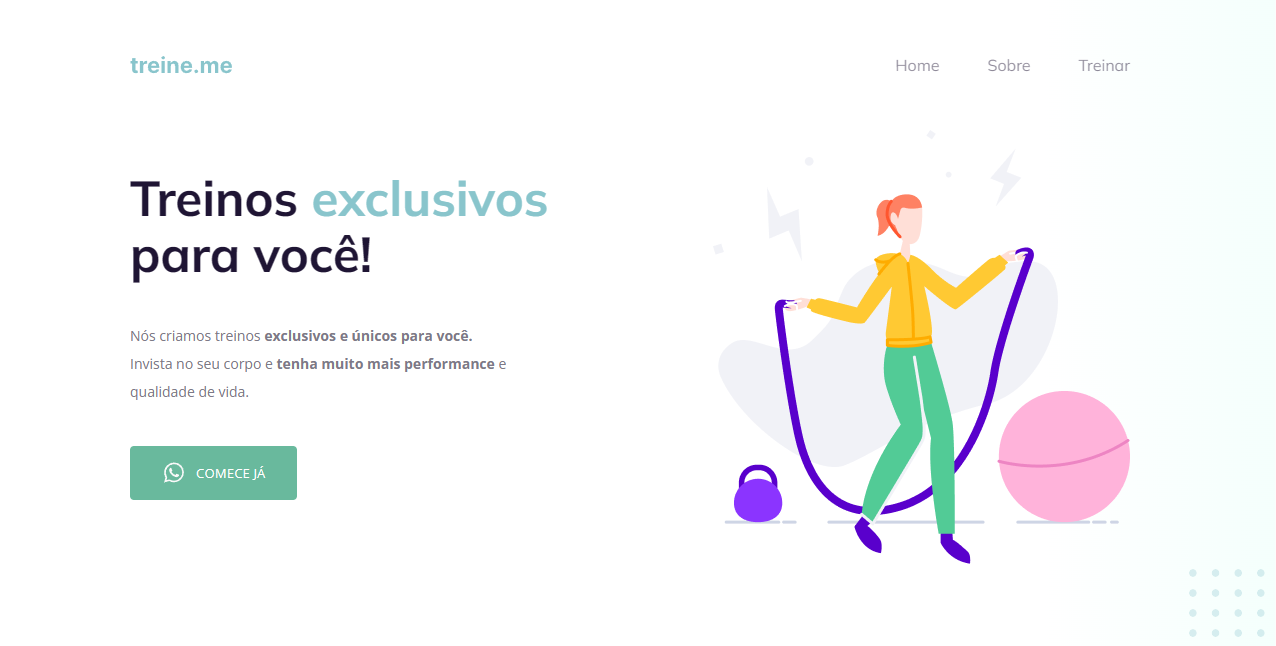 treine.me
Home Sobre Treinar
Treinos exclusivos
para você!
Nós criamos treinos exclusivos e únicos para você.
Invista no seu corpo e tenha muito mais performance e
qualidade de vida.
COMECE JÁ